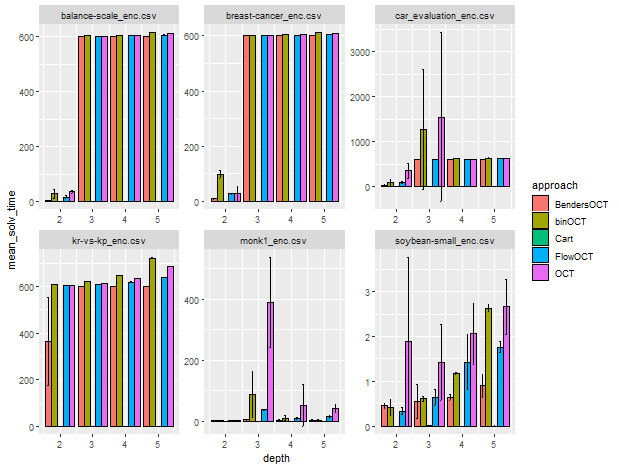 balance-scale_enc.csv
breast-cancer_enc.csv
car_evaluation_enc.csv
600
400
200
0
2 3 4 5
600
400
200
0
2 3 4 5
3000
2000
1000
0
2 3 4 5
mean_solv_time
kr-vs-kp_enc.csv
monk1_enc.csv
soybean-small_enc.csv
600
400
200
0
2 3 4 5
400
200
0
2 3 4 5
3
2
1
0
2 3 4 5
depth
approach
BendersOCT
binOCT
Cart
FlowOCT
OCT